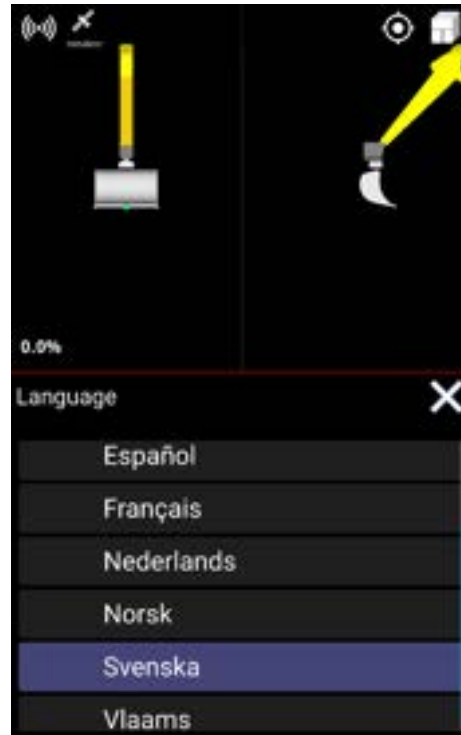 0.0%
Language
Español
Français
Nederlands
Norsk
Svenska
Vlaams